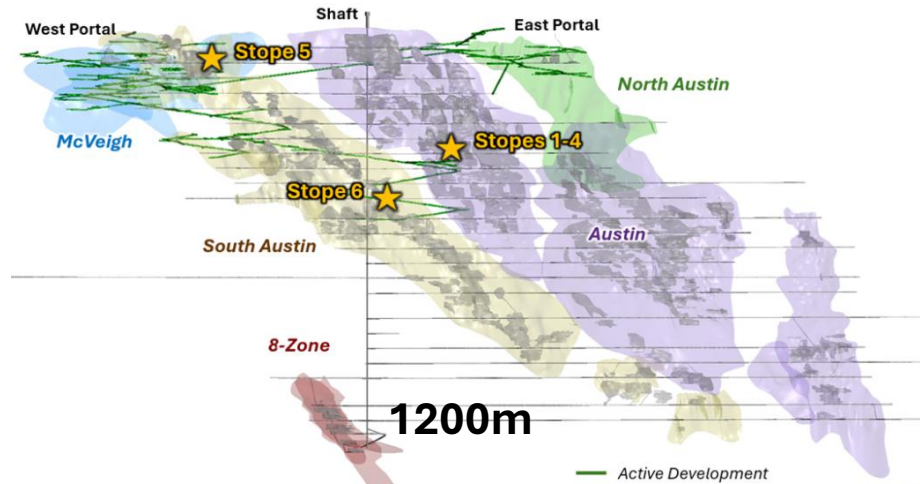 Shaft
West Portal
East Portal
Stope 5
North Austin
McVeigh
Stopes 1-4
Stope 6
South Austin
Austin
8-Zone
1200m
Active Development